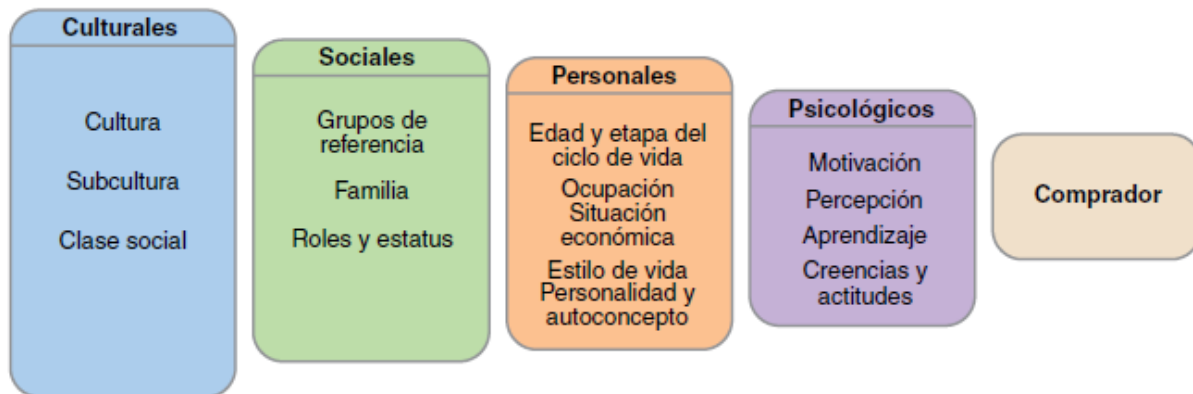 Culturales
Cultura
Subcultura
Clase social
Sociales
Grupos de
referencia
Familia
Roles y estatus
Personales
Edad y etapa del
ciclo de vida
Ocupación
Situación
económica
Estilo de vida
Personalidad y
autoconcepto
Psicológicos
Motivación
Percepción
Aprendizaje
Creencias y
actitudes
Comprador